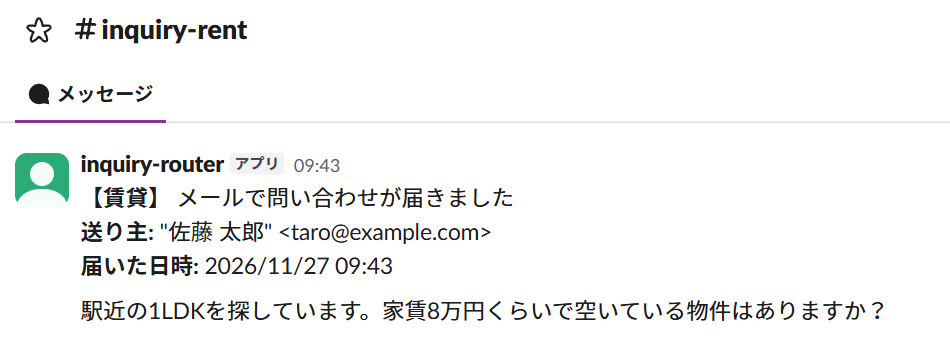 #inquiry-rent
メッセージ
inquiry-router アプリ 09:43
【賃貸】 メールで問い合わせが届きました
送り主: "佐藤 太郎" <taro@example.com>
届いた日時: 2026/11/27 09:43
駅近の1LDKを探しています。家賃8万円くらいで空いている物件はありますか？